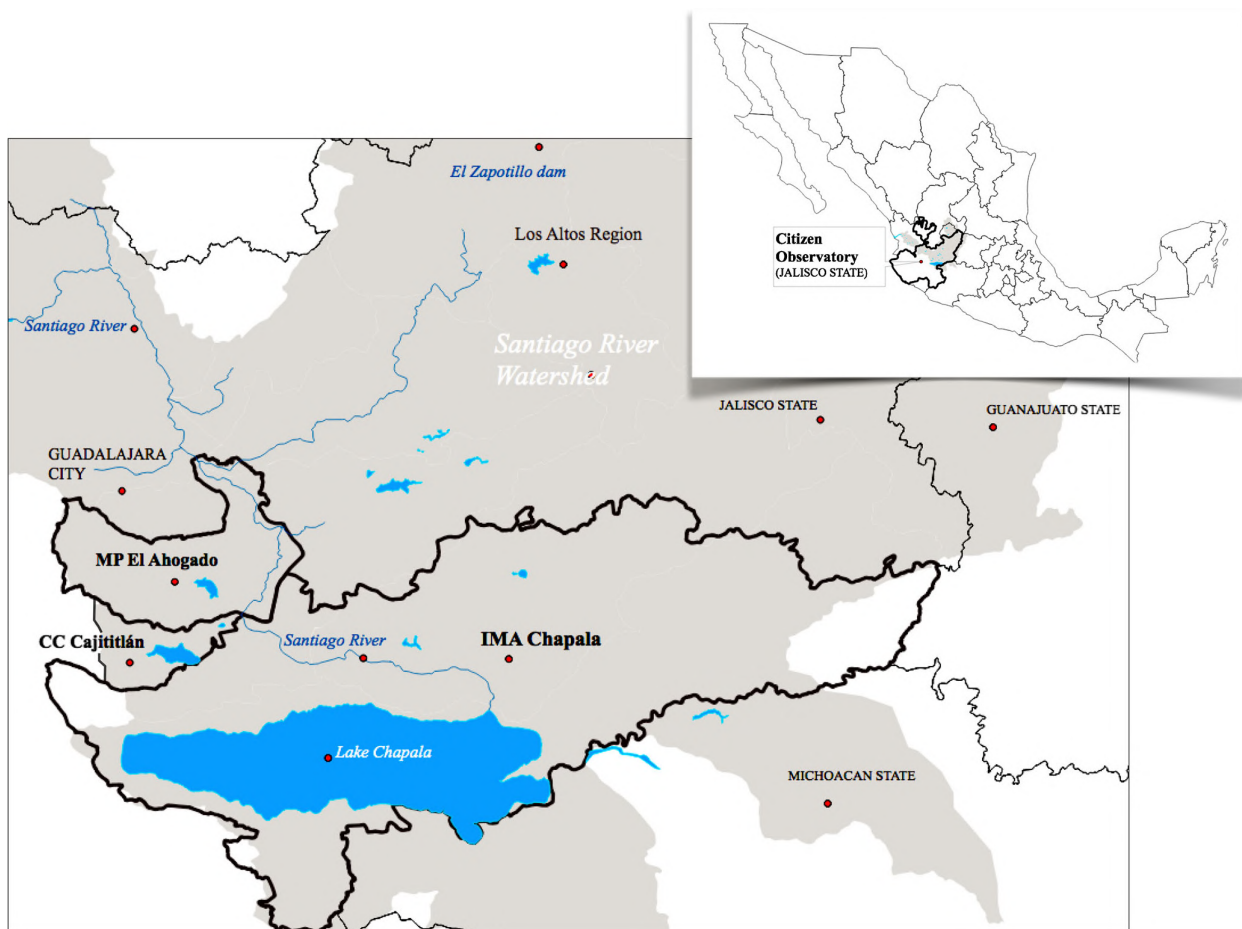 Citizen
Observatory
(JALISCO STATE)
El Zapotillo dam
Los Altos Region
Santiago River
Santiago River
Watershed
JALISCO STATE
GUANAJUATO STATE
GUADALAJARA
CITY
MP El Ahogado
CC Cajititlán
Santiago River
IMA Chapala
Lake Chapala
MICHOACAN STATE